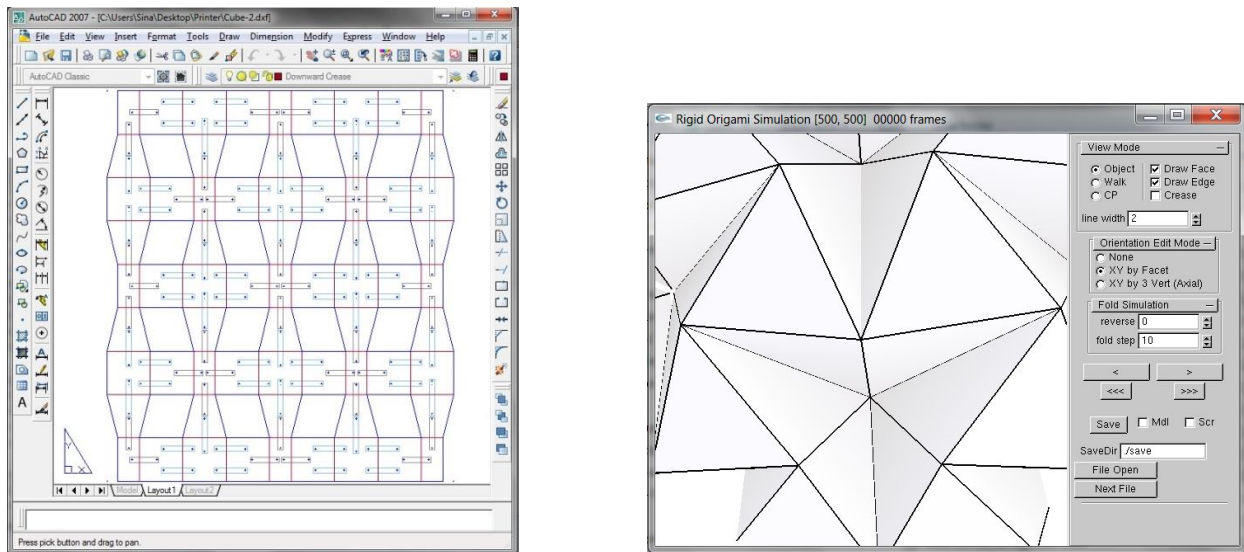 AutoCAD 2007 - [C:\Users\Sina\Desktop\Printer\Cube-2.dxf]
File Edit View Insert Format Tools Draw Dimension Modify Express Window Help
AutoCAD Classic
Downward Crease
Y
X
Model Layout1 Layout2
Press pick button and drag to pan.
Rigid Origami Simulation [500, 500] 00000 frames
View Mode
Object Draw Face
Walk Draw Edge
CP Crease
line width 2
Orientation Edit Mode
None
XY by Facet
XY by 3 Vert (Axial)
Fold Simulation
reverse 0
fold step 10
< >
<<< >>>
Save Mdl Scr
SaveDir ./save
File Open
Next File